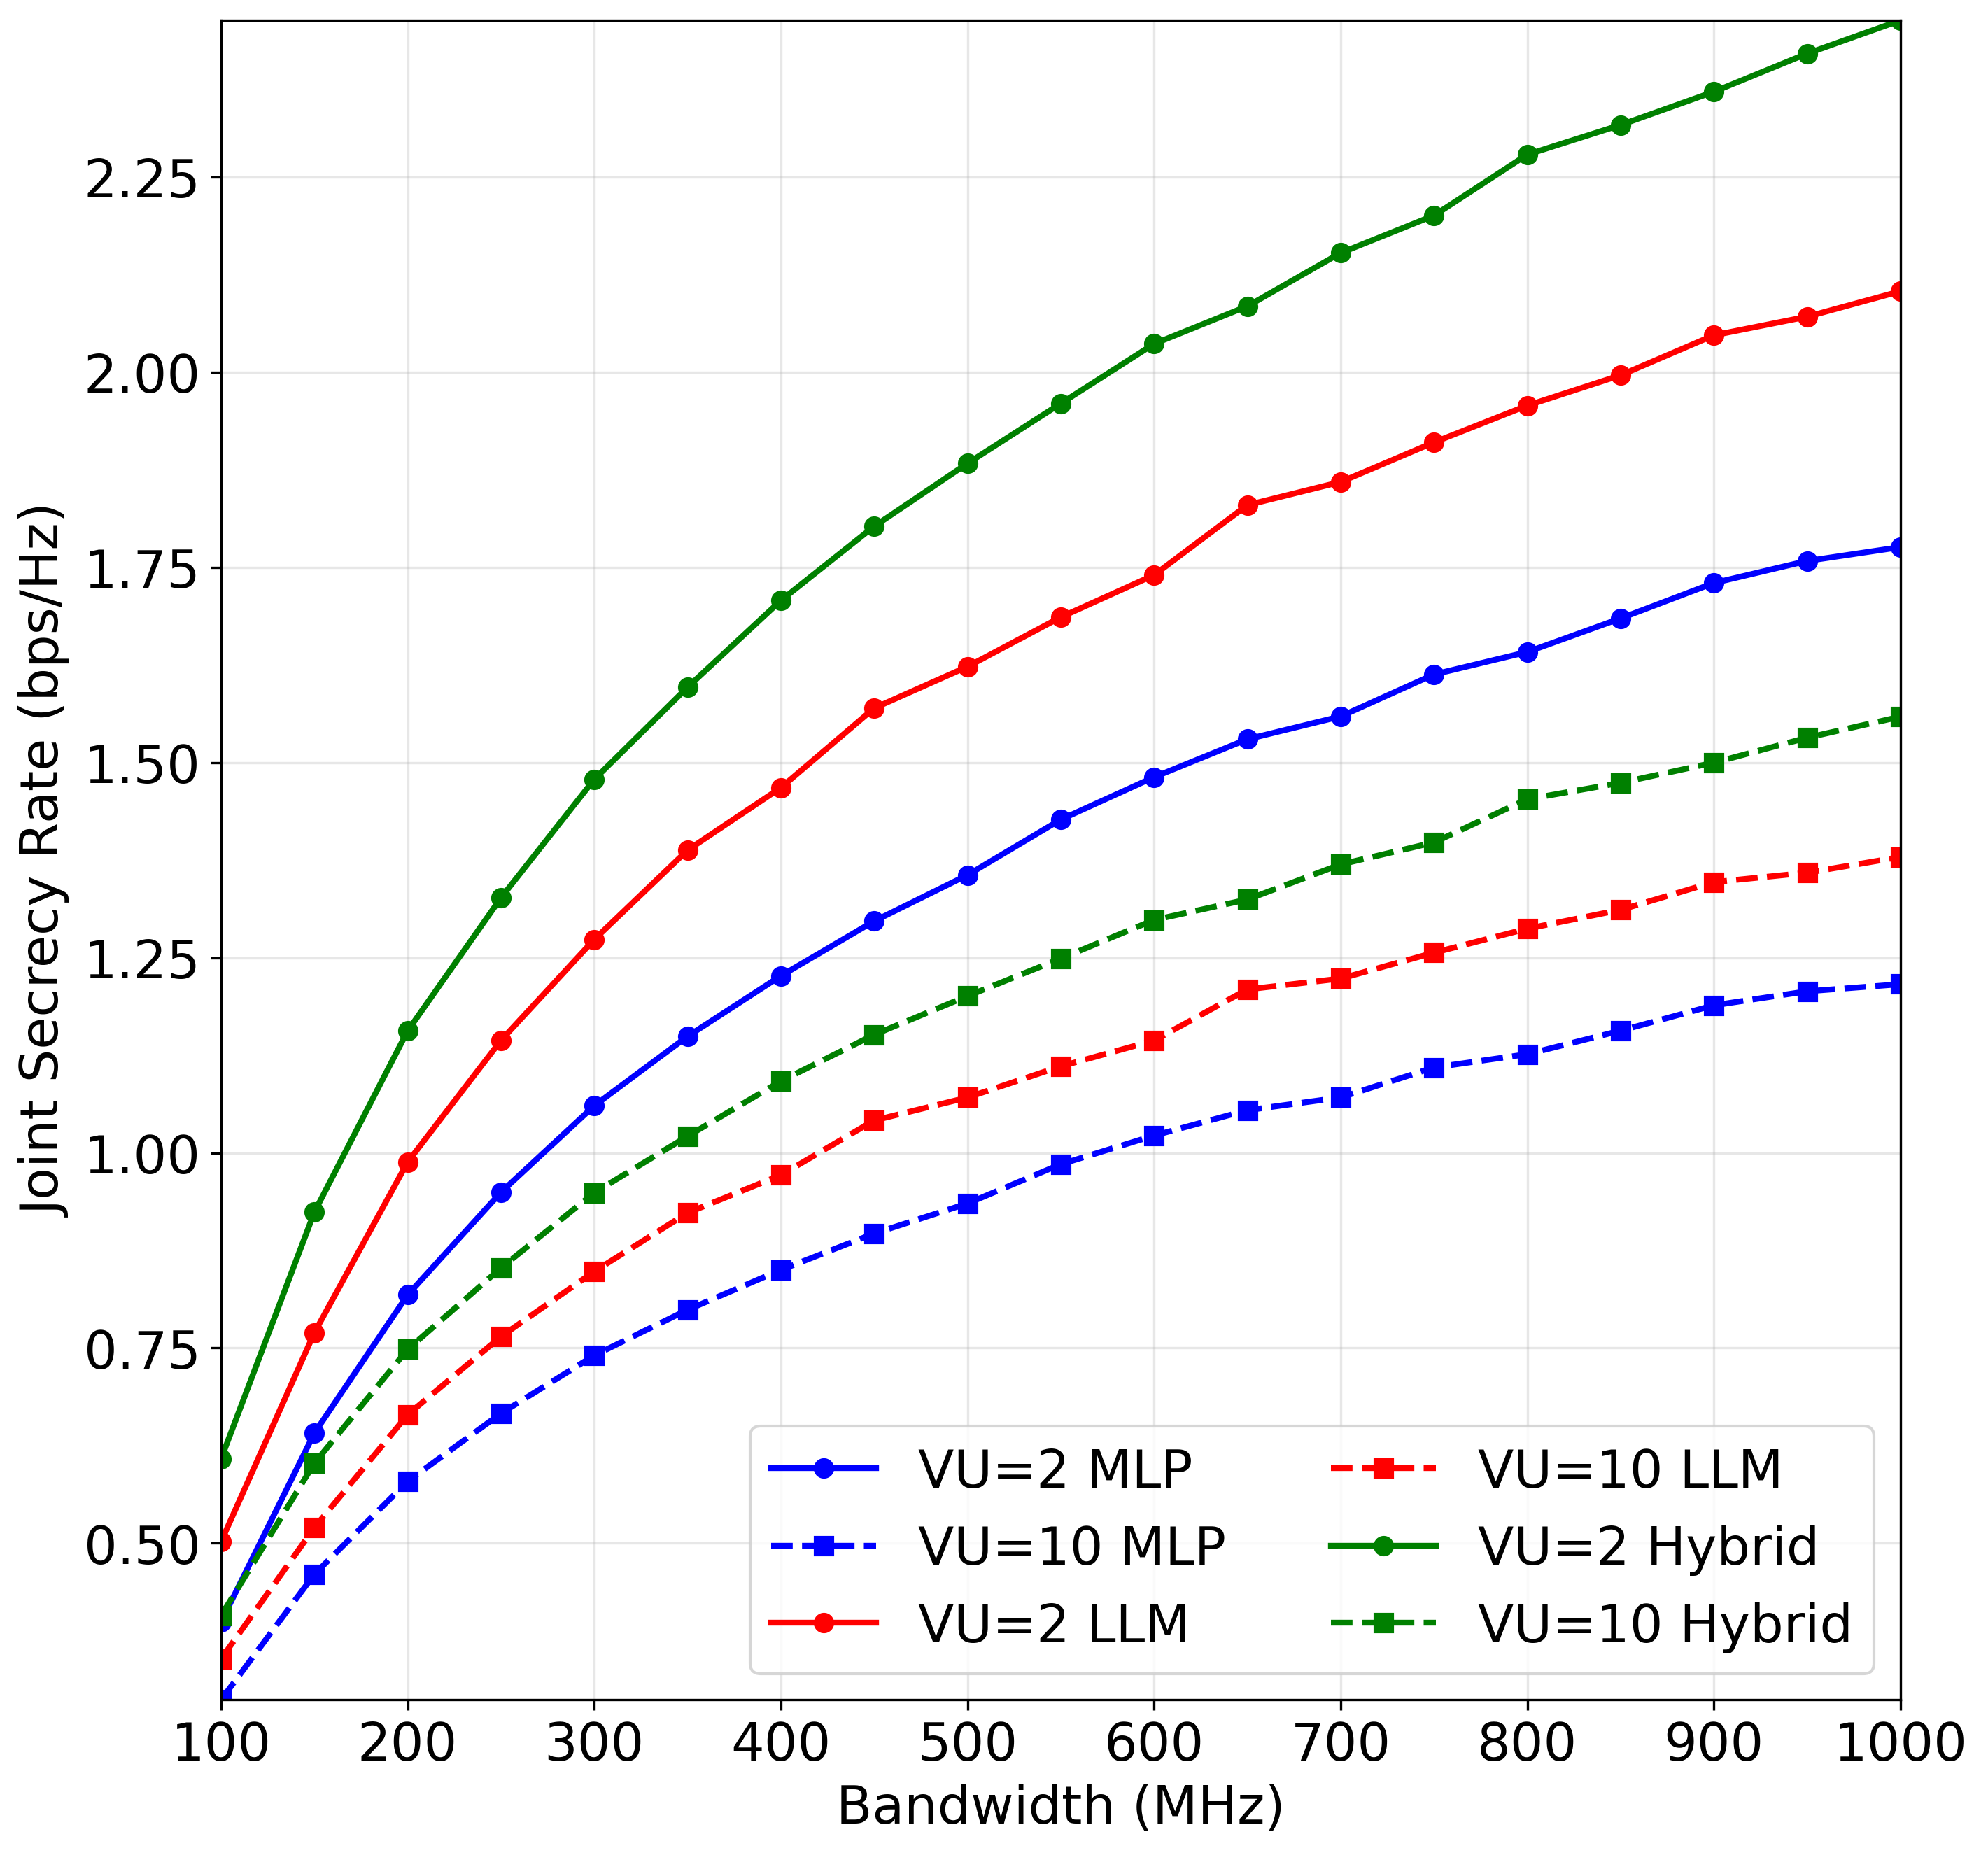 Joint Secrecy Rate (bps/Hz)
2.25
2.00
1.75
1.50
1.25
1.00
0.75
0.50
VU=2 MLP
VU=10 MLP
VU=2 LLM
VU=10 LLM
VU=2 Hybrid
VU=10 Hybrid
100 200 300 400 500 600 700 800 900 1000
Bandwidth (MHz)